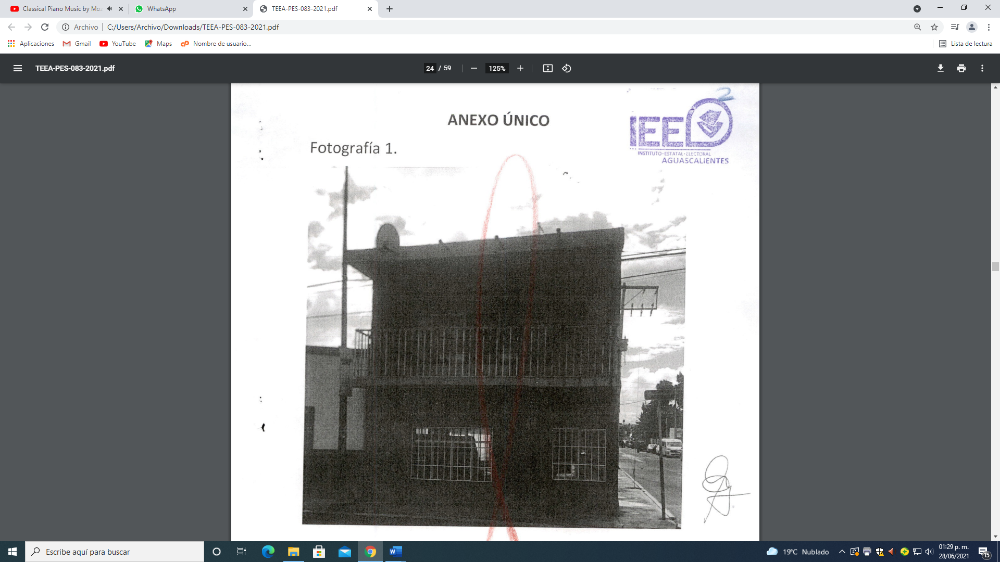 Classical Piano Music by Moz
WhatsApp
TEEA-PES-083-2021.pdf
Archivo
C:/Users/Archivo/Downloads/TEEA-PES-083-2021.pdf
Aplicaciones
Gmail
YouTube
Maps
Nombre de usuario...
Lista de lectura
TEEA-PES-083-2021.pdf
24 / 59
125%
2
ANEXO ÚNICO
IEE
INSTITUTO·ESTATAL·ELECTORAL
AGUASCALIENTES
Fotografía 1.
Escribe aquí para buscar
19°C Nublado
01:29 p. m.
28/06/2021
15